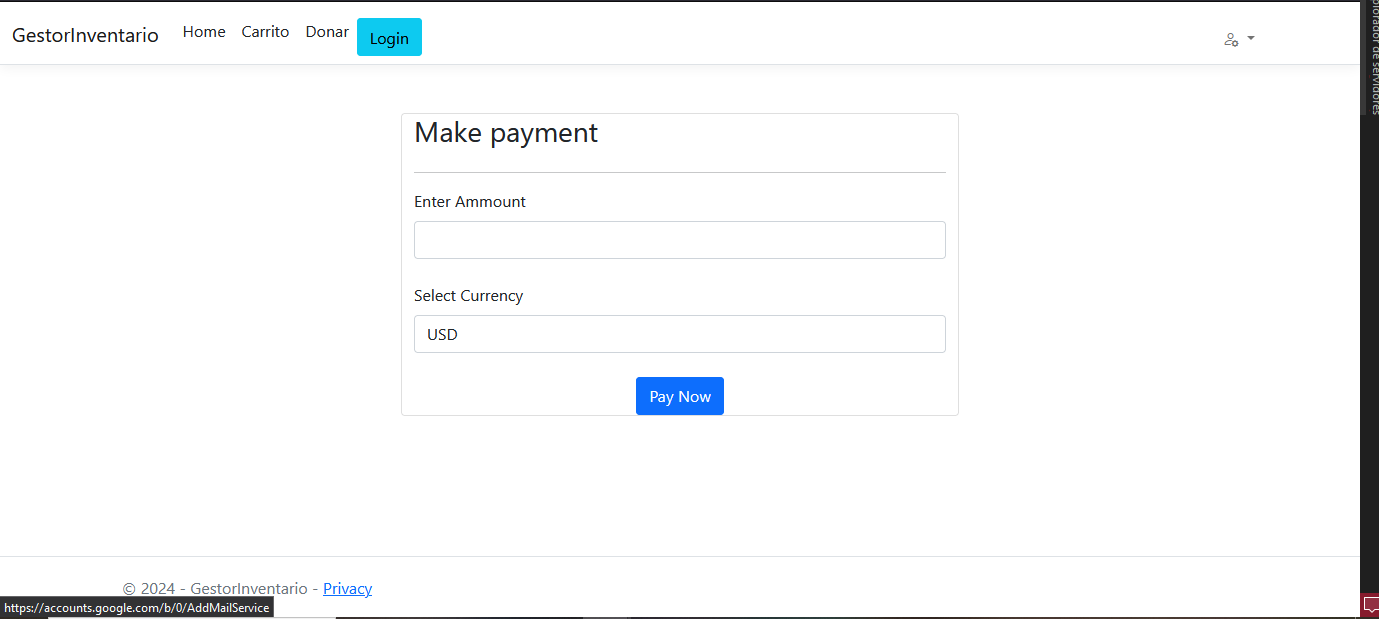 GestorInventario Home Carrito Donar Login
Make payment
Enter Ammount
Select Currency
USD
Pay Now
© 2024 - GestorInventario - Privacy
https://accounts.google.com/b/0/AddMailService
plorador de servidores